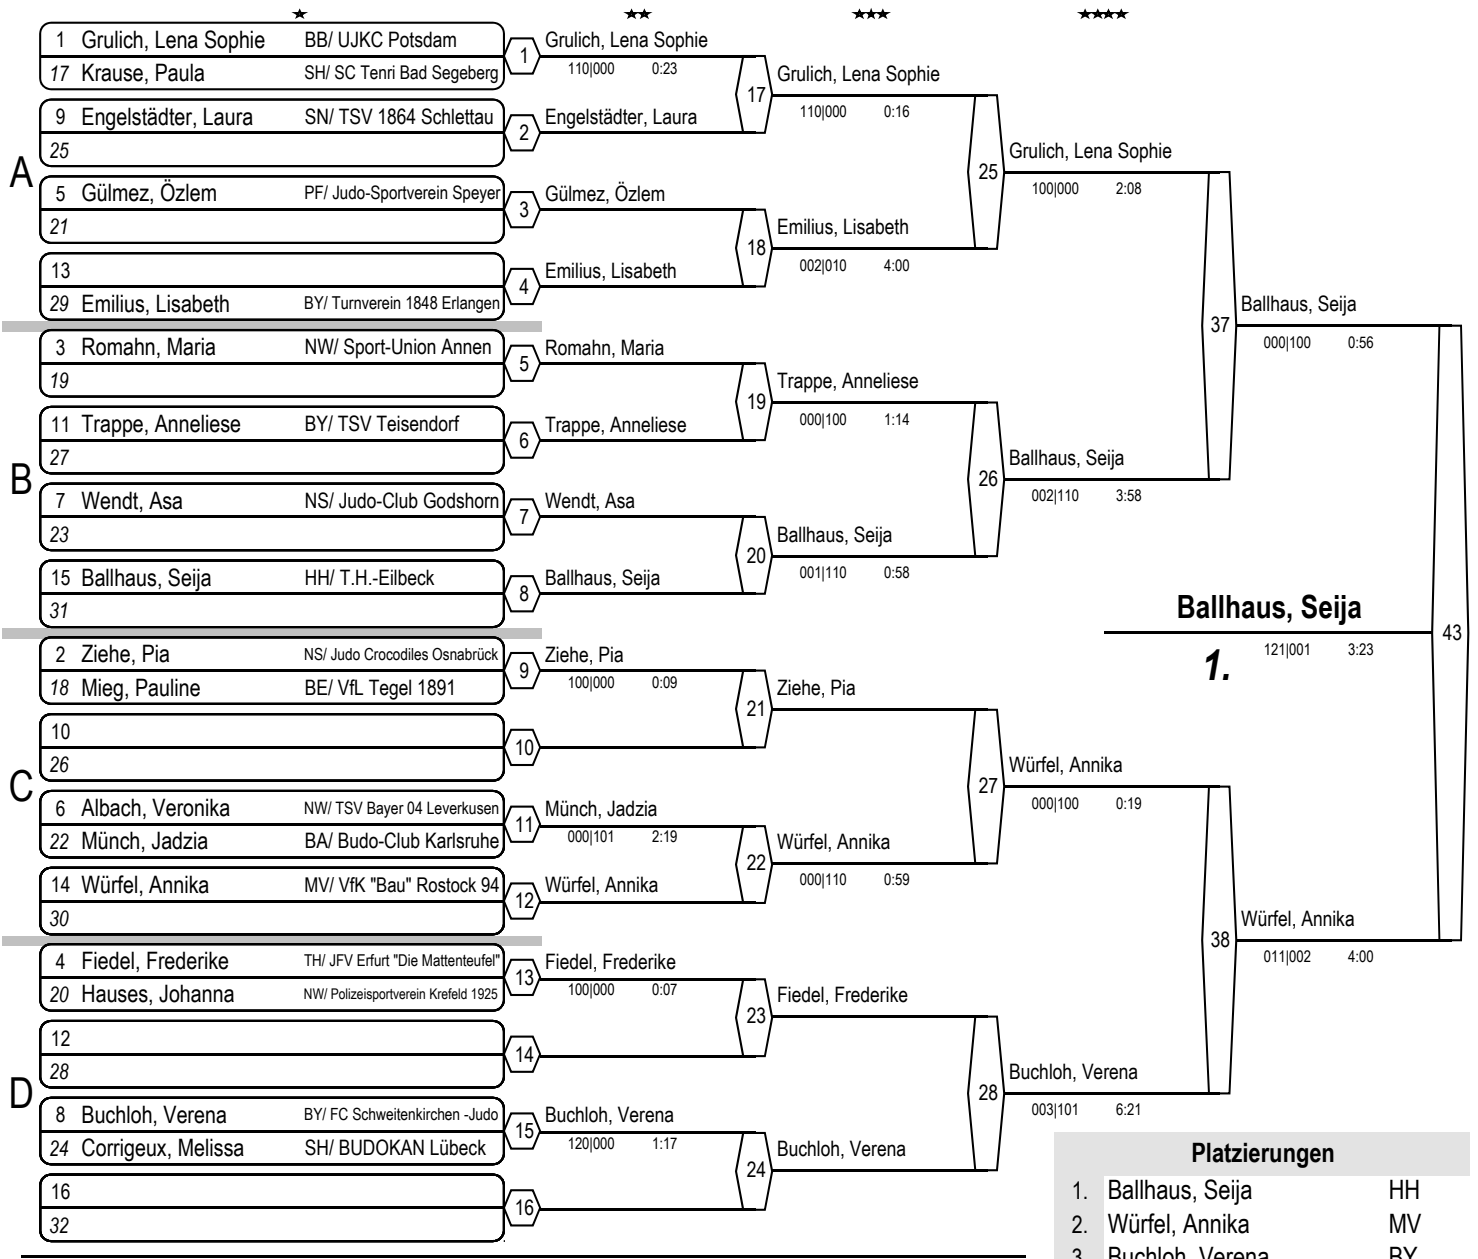 ★ ★★ ★★★ ★★★★
A
1 Grulich, Lena Sophie BB/ UJKC Potsdam
17 Krause, Paula SH/ SC Tenri Bad Segeberg
9 Engelstädter, Laura SN/ TSV 1864 Schlettau
25
5 Gülmez, Özlem PF/ Judo-Sportverein Speyer
21
13
29 Emilius, Lisabeth BY/ Turnverein 1848 Erlangen
B
3 Romahn, Maria NW/ Sport-Union Annen
19
11 Trappe, Anneliese BY/ TSV Teisendorf
27
7 Wendt, Asa NS/ Judo-Club Godshorn
23
15 Ballhaus, Seija HH/ T.H.-Eilbeck
31
C
2 Ziehe, Pia NS/ Judo Crocodiles Osnabrück
18 Mieg, Pauline BE/ VfL Tegel 1891
10
26
6 Albach, Veronika NW/ TSV Bayer 04 Leverkusen
22 Münch, Jadzia BA/ Budo-Club Karlsruhe
14 Würfel, Annika MV/ VfK "Bau" Rostock 94
30
D
4 Fiedel, Frederike TH/ JFV Erfurt "Die Mattenteufel"
20 Hauses, Johanna NW/ Polizeisportverein Krefeld 1925
12
28
8 Buchloh, Verena BY/ FC Schweitenkirchen -Judo
24 Corrigeux, Melissa SH/ BUDOKAN Lübeck
16
32
1 Grulich, Lena Sophie
110|000 0:23
2 Engelstädter, Laura
3 Gülmez, Özlem
4 Emilius, Lisabeth
5 Romahn, Maria
6 Trappe, Anneliese
7 Wendt, Asa
8 Ballhaus, Seija
9 Ziehe, Pia
100|000 0:09
10
11 Münch, Jadzia
000|101 2:19
12 Würfel, Annika
13 Fiedel, Frederike
100|000 0:07
14
15 Buchloh, Verena
120|000 1:17
16
17 Grulich, Lena Sophie
110|000 0:16
18 Emilius, Lisabeth
002|010 4:00
19 Trappe, Anneliese
000|100 1:14
20 Ballhaus, Seija
001|110 0:58
21 Ziehe, Pia
22 Würfel, Annika
000|110 0:59
23 Fiedel, Frederike
24 Buchloh, Verena
25 Grulich, Lena Sophie
100|000 2:08
26 Ballhaus, Seija
002|110 3:58
27 Würfel, Annika
000|100 0:19
28 Buchloh, Verena
003|101 6:21
37 Ballhaus, Seija
000|100 0:56
38 Würfel, Annika
011|002 4:00
43
Ballhaus, Seija
1. 121|001 3:23
Platzierungen
1. Ballhaus, Seija HH
2. Würfel, Annika MV
3. Buchloh, Verena BY